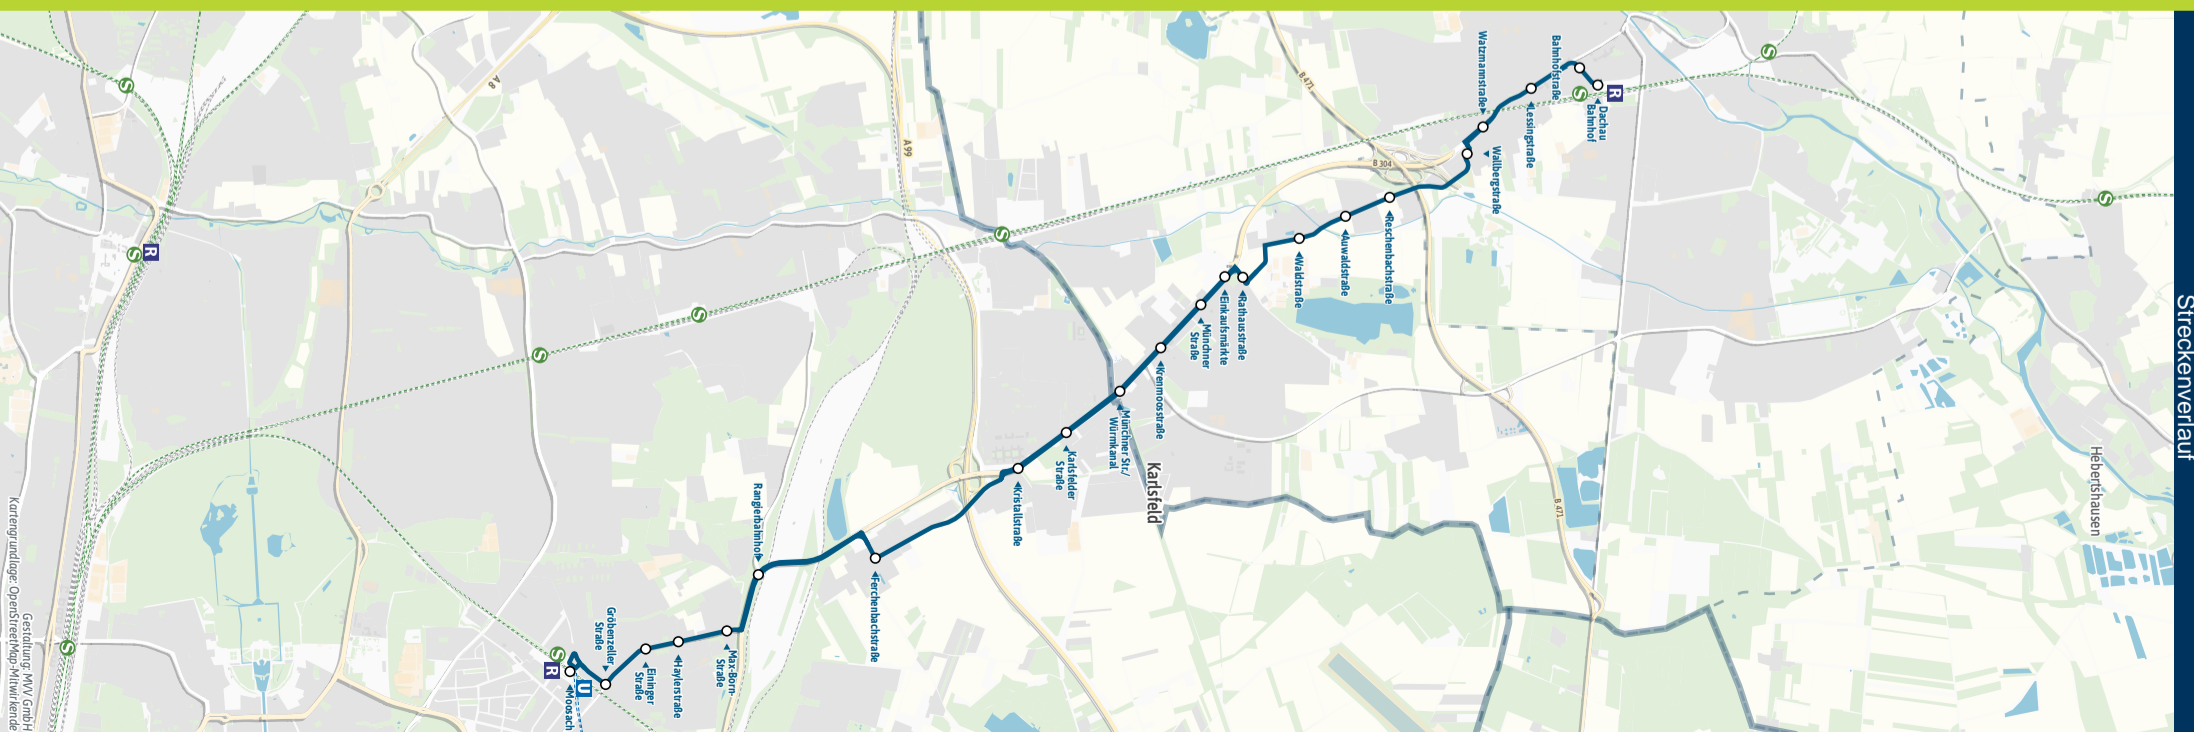 Streckenverlauf
Hebertshausen
Dachau
Bahnhof
Bahnhofstraße
Lessingstraße
Watzmannstraße
Wallbergstraße
B 471
B 304
Reschenbachstraße
Auwaldstraße
Waldstraße
Rathausstraße
Einkaufsmärkte
Münchner
Straße
Krenmoosstraße
Münchner Str./
Würmkanal
Karlsfeld
Karlsfelder
Straße
Kristallstraße
B 471
A 99
A 8
Ferchenbachstraße
Rangierbahnhof
Max-Born-
Straße
Haylerstraße
Eininger
Straße
Gröbenzeller
Straße
Moosach
S
S
S
S
S
S
S
S
S
S
R
R
R
U
Gestaltung: MVV GmbH
Kartengrundlage: OpenStreetMap-Mitwirkende